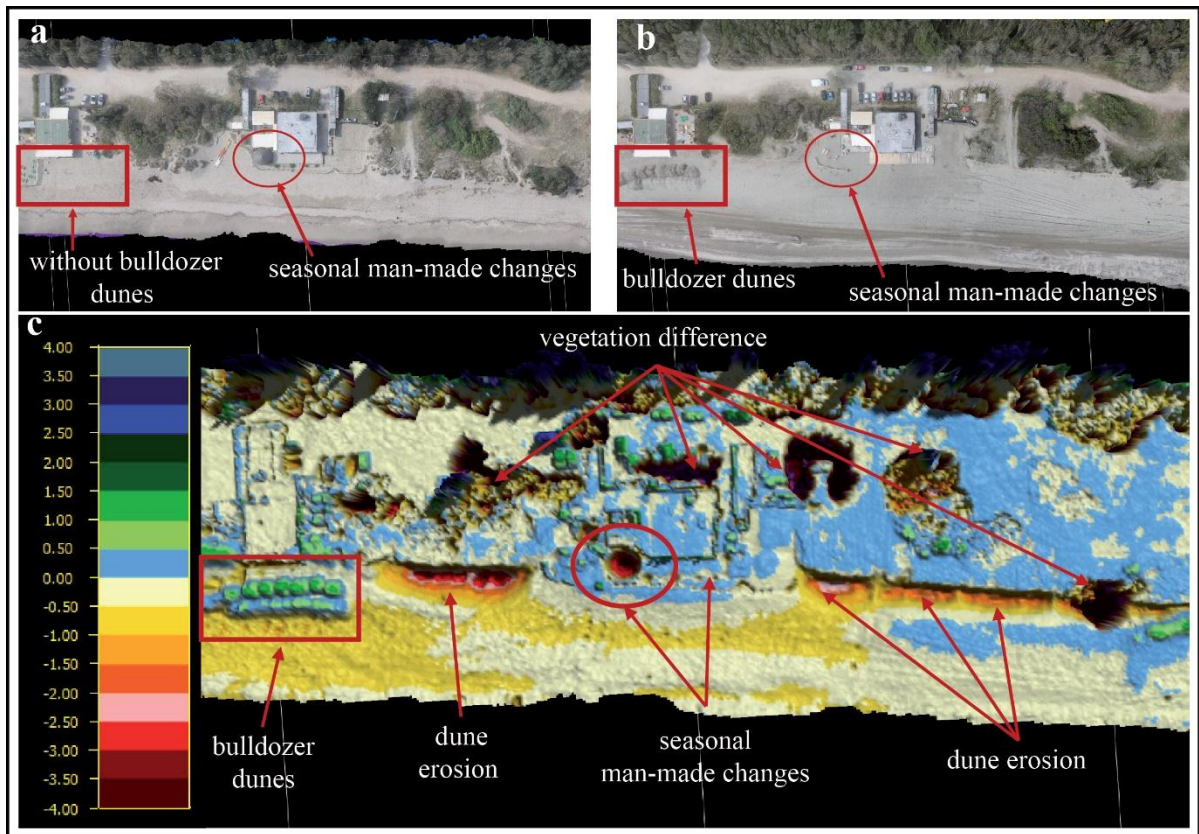 a
without bulldozer
dunes
seasonal man-made changes
b
bulldozer dunes
seasonal man-made changes
c
vegetation difference
4.00
3.50
3.00
2.50
2.00
1.50
1.00
0.50
0.00
-0.50
-1.00
-1.50
-2.00
-2.50
-3.00
-3.50
-4.00
bulldozer
dunes
dune
erosion
seasonal
man-made changes
dune erosion